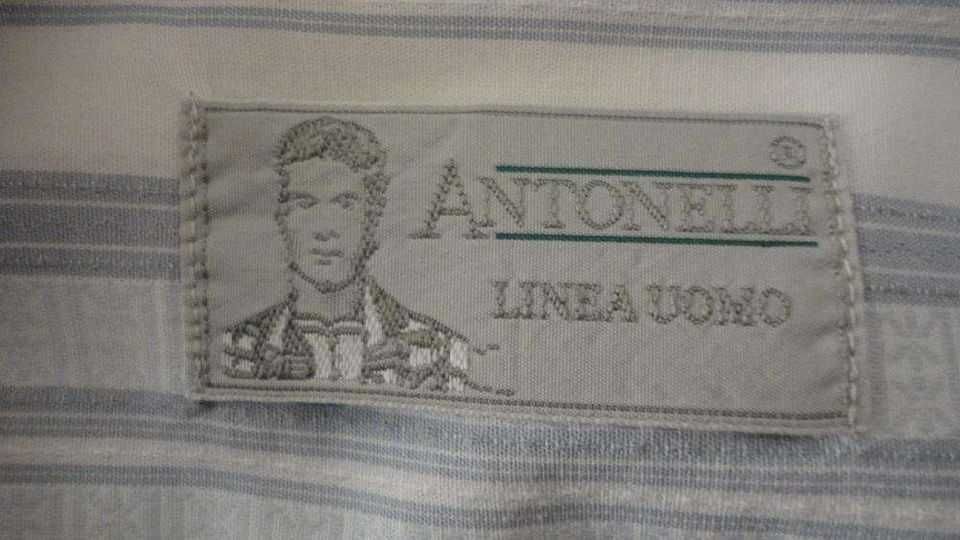 ®
ANTONELLI
LINEA UOMO